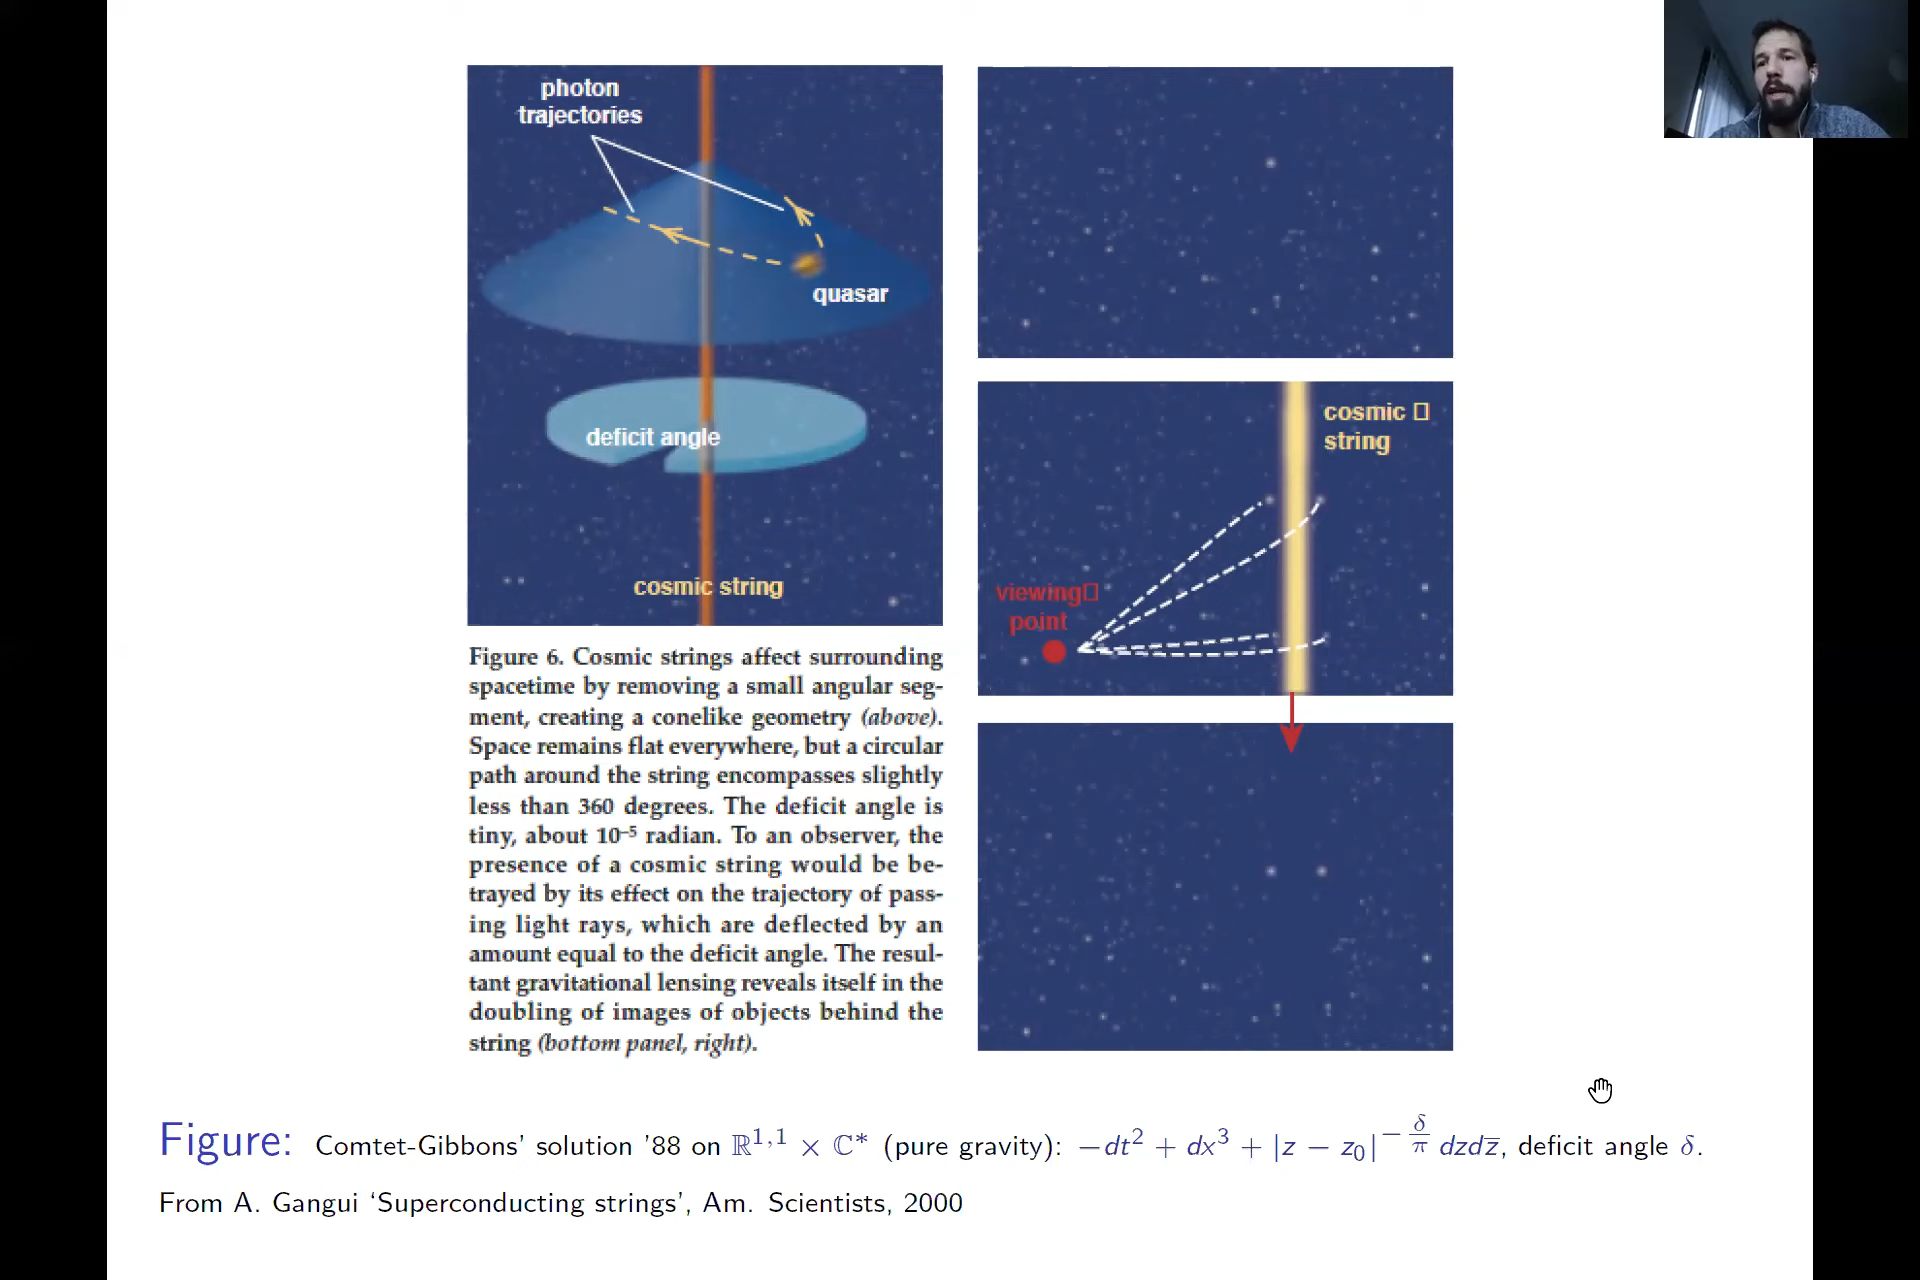 photon
trajectories
quasar
deficit angle
cosmic string
cosmic
string
viewing
point
Figure 6. Cosmic strings affect surrounding
spacetime by removing a small angular seg-
ment, creating a conelike geometry (above).
Space remains flat everywhere, but a circular
path around the string encompasses slightly
less than 360 degrees. The deficit angle is
tiny, about 10⁻⁵ radian. To an observer, the
presence of a cosmic string would be be-
trayed by its effect on the trajectory of pass-
ing light rays, which are deflected by an
amount equal to the deficit angle. The resul-
tant gravitational lensing reveals itself in the
doubling of images of objects behind the
string (bottom panel, right).
Figure: Comtet-Gibbons' solution '88 on ℝ^{1,1} × ℂ* (pure gravity): −dt² + dx³ + |z − z₀|^{−δ/π} dzdz̄, deficit angle δ.
From A. Gangui 'Superconducting strings', Am. Scientists, 2000